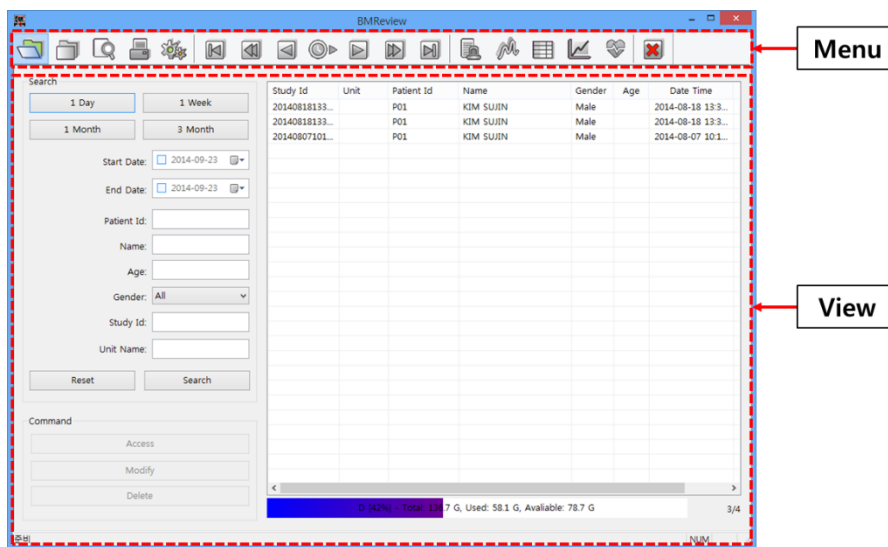 BMReview
Menu
Search
1 Day 1 Week
1 Month 3 Month
Start Date: 2014-09-23
End Date: 2014-09-23
Patient Id:
Name:
Age:
Gender: All
Study Id:
Unit Name:
Reset Search
Command
Access
Modify
Delete
Study Id Unit Patient Id Name Gender Age Date Time
20140818133... P01 KIM SUJIN Male 2014-08-18 13:3...
20140818133... P01 KIM SUJIN Male 2014-08-18 13:3...
20140807101... P01 KIM SUJIN Male 2014-08-07 10:1...
View
D (42%) - Total: 136.7 G, Used: 58.1 G, Avaliable: 78.7 G 3/4
준비 NUM